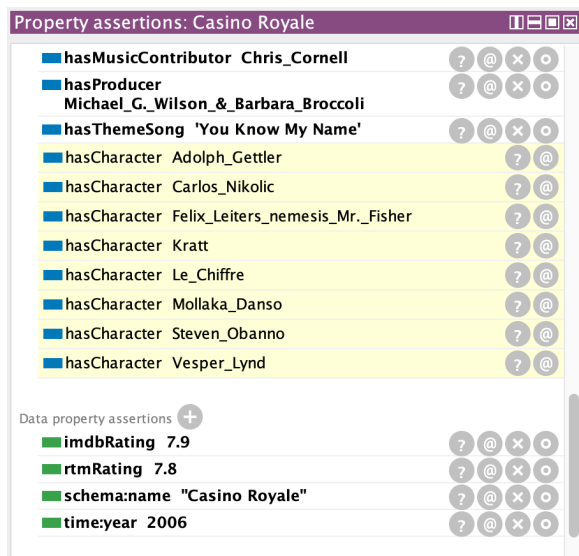 Property assertions: Casino Royale
hasMusicContributor Chris_Cornell
hasProducer
Michael_G._Wilson_&_Barbara_Broccoli
hasThemeSong 'You Know My Name'
hasCharacter Adolph_Gettler
hasCharacter Carlos_Nikolic
hasCharacter Felix_Leiters_nemesis_Mr._Fisher
hasCharacter Kratt
hasCharacter Le_Chiffre
hasCharacter Mollaka_Danso
hasCharacter Steven_Obanno
hasCharacter Vesper_Lynd
Data property assertions
imdbRating 7.9
rtmRating 7.8
schema:name "Casino Royale"
time:year 2006